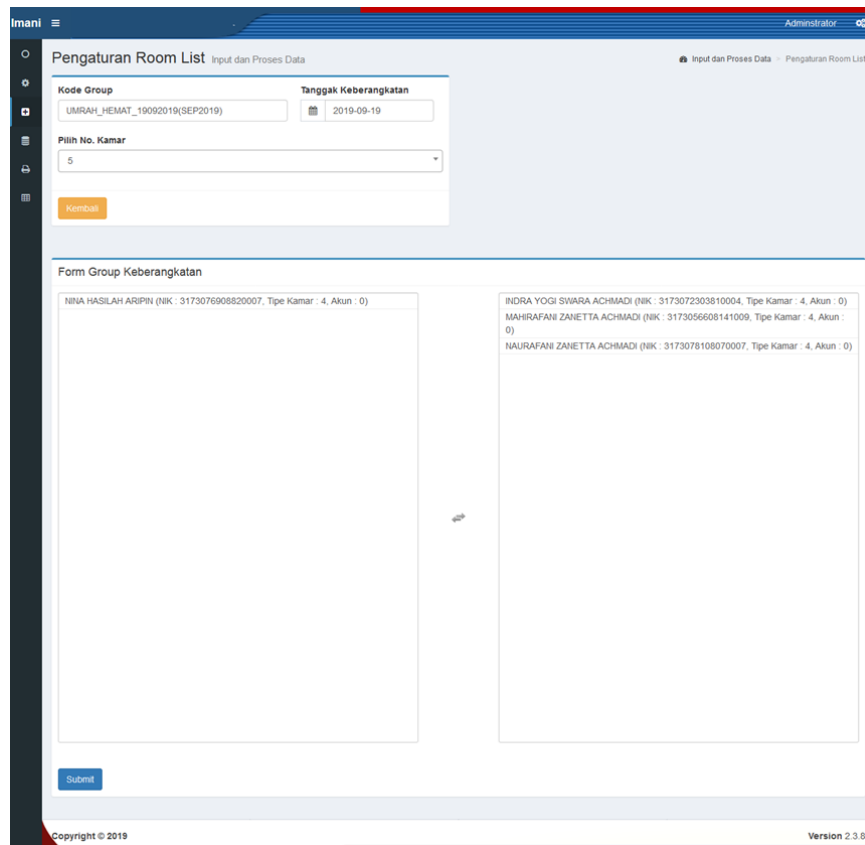 Imani
Adminstrator
Pengaturan Room List Input dan Proses Data
Input dan Proses Data > Pengaturan Room List
Kode Group
Tanggak Keberangkatan
UMRAH_HEMAT_19092019(SEP2019)
2019-09-19
Pilih No. Kamar
5
Kembali
Form Group Keberangkatan
NINA HASILAH ARIPIN (NIK : 3173076908820007, Tipe Kamar : 4, Akun : 0)
INDRA YOGI SWARA ACHMADI (NIK : 3173072303810004, Tipe Kamar : 4, Akun : 0)
MAHIRAFANI ZANETTA ACHMADI (NIK : 3173056608141009, Tipe Kamar : 4, Akun :
0)
NAURAFANI ZANETTA ACHMADI (NIK : 3173078108070007, Tipe Kamar : 4, Akun : 0)
Submit
Copyright © 2019
Version 2.3.8